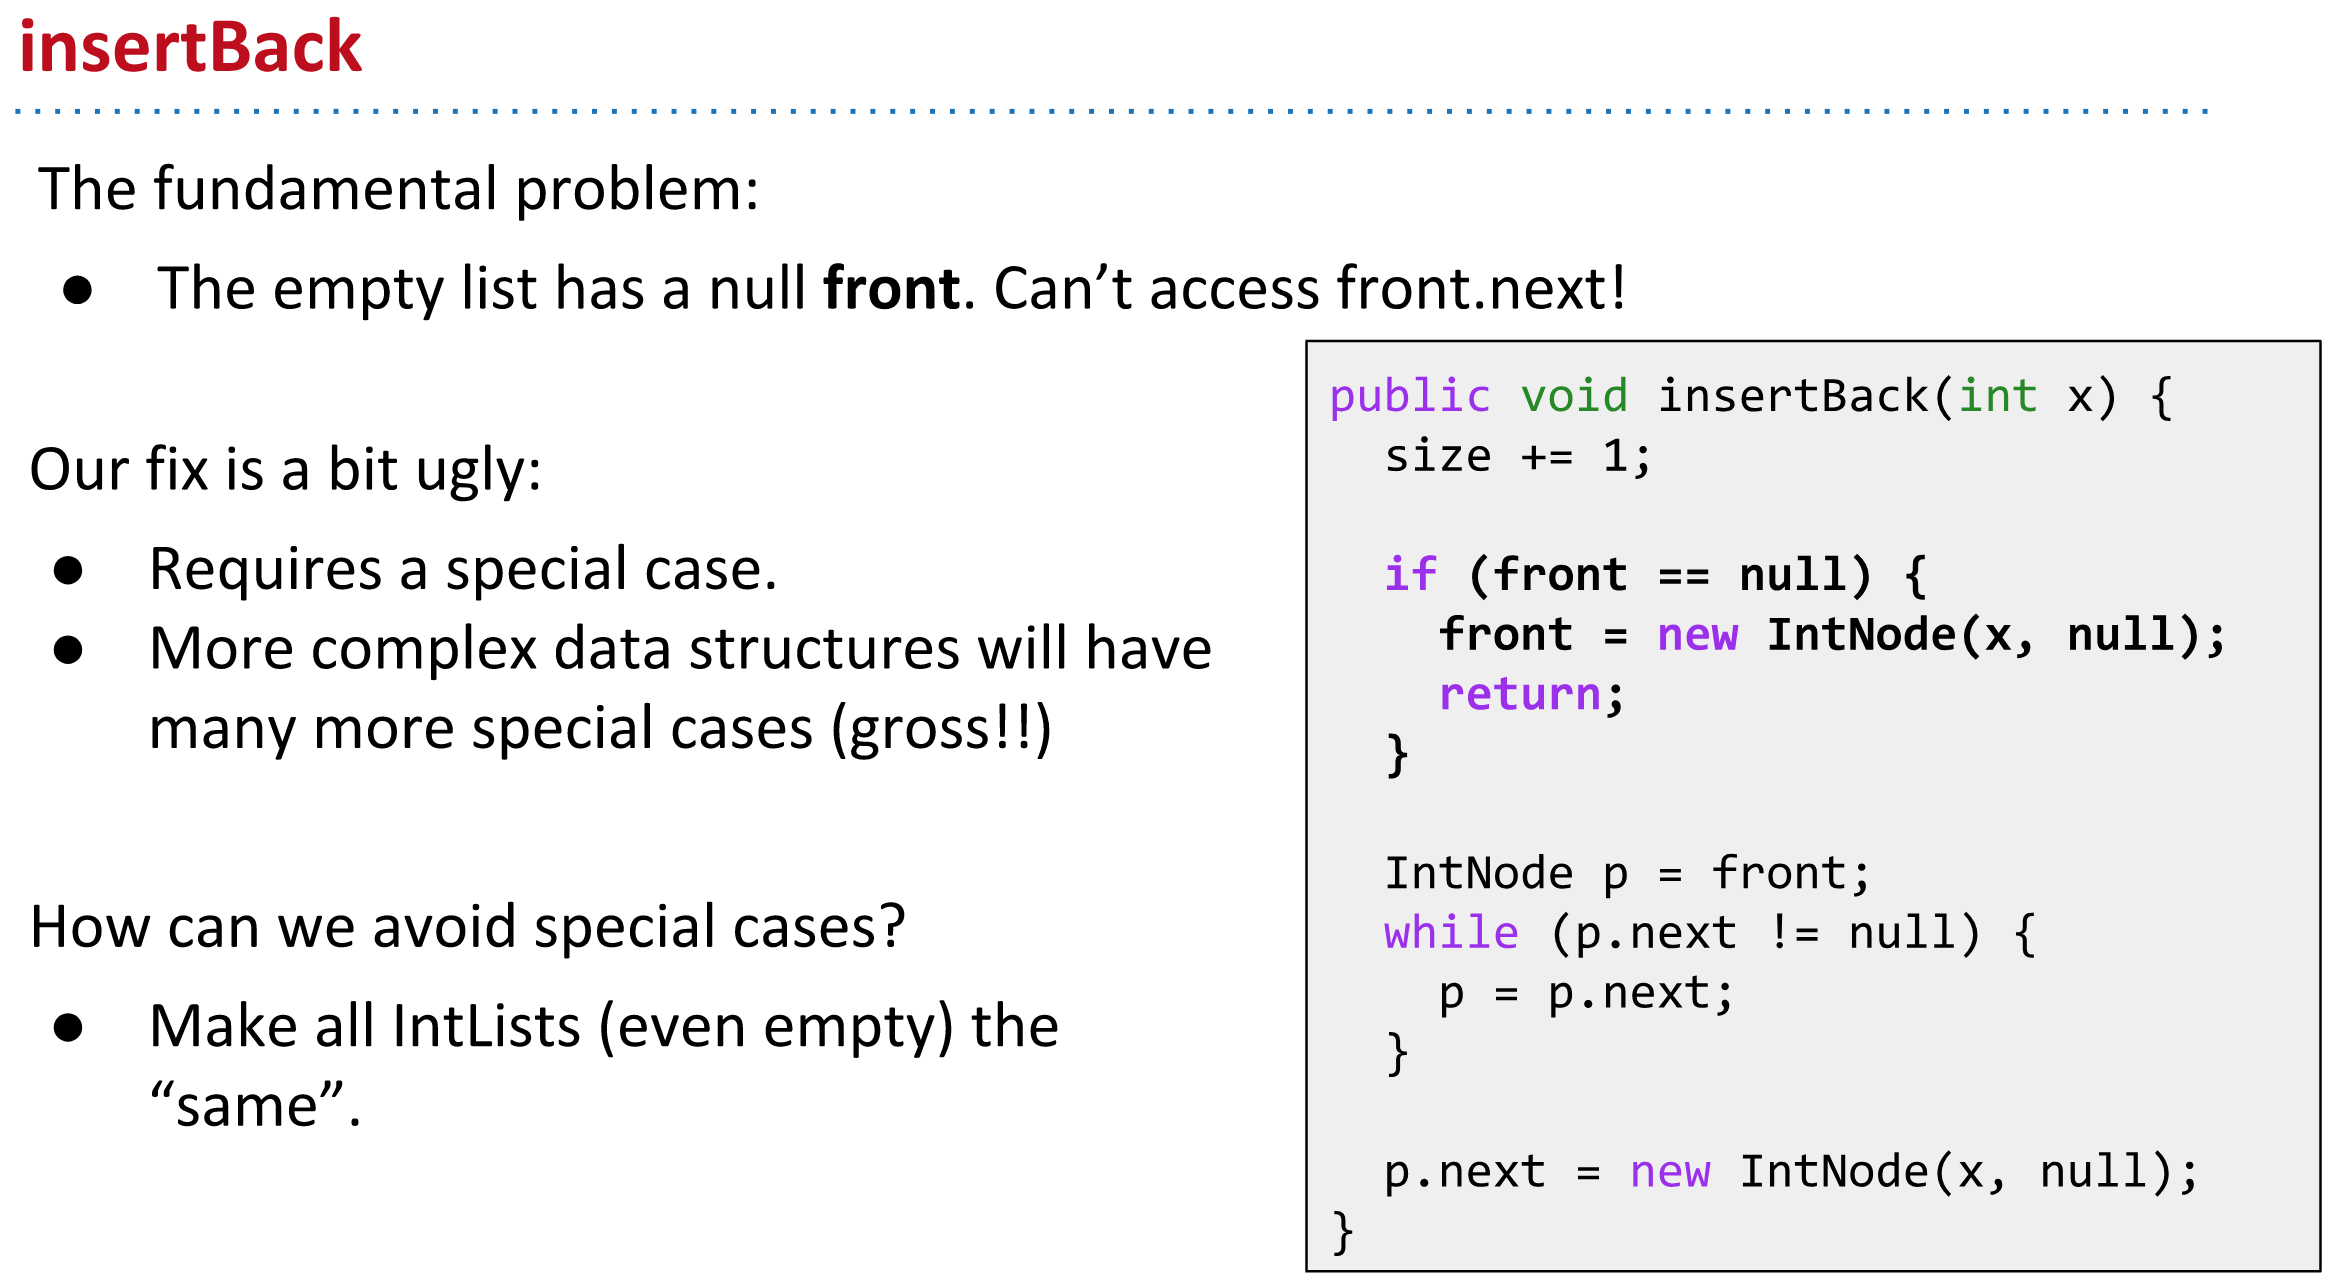 insertBack
The fundamental problem:
● The empty list has a null front. Can’t access front.next!
Our fix is a bit ugly:
● Requires a special case.
● More complex data structures will have
many more special cases (gross!!)
How can we avoid special cases?
● Make all IntLists (even empty) the
“same”.
public void insertBack(int x) {
  size += 1;
  if (front == null) {
    front = new IntNode(x, null);
    return;
  }
  IntNode p = front;
  while (p.next != null) {
    p = p.next;
  }
  p.next = new IntNode(x, null);
}